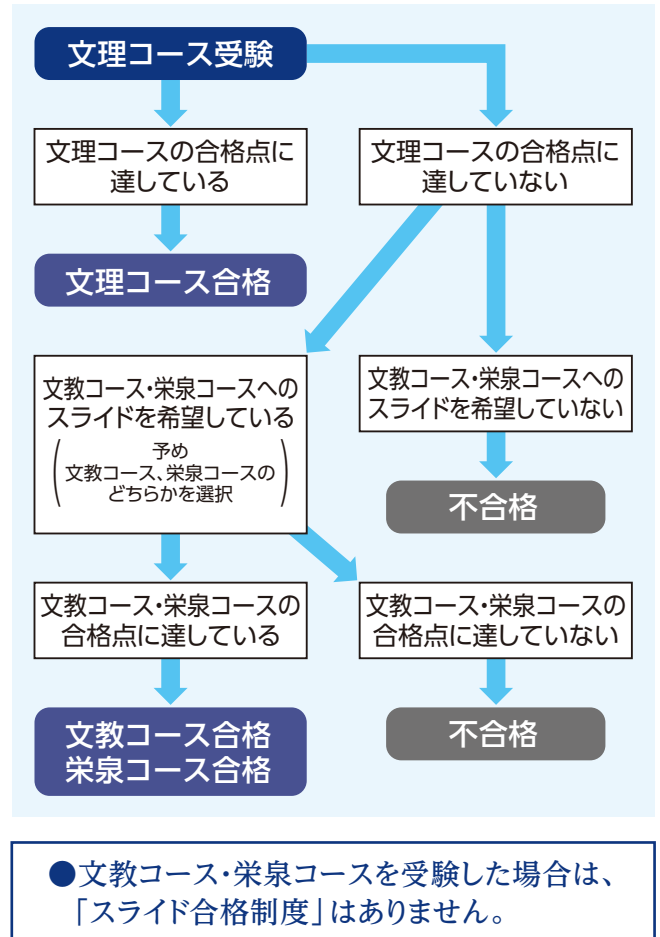 文理コース受験
文理コースの合格点に
達している
文理コースの合格点に
達していない
文理コース合格
文教コース・栄泉コースへの
スライドを希望している
予め
文教コース、栄泉コースの
どちらかを選択
文教コース・栄泉コースへの
スライドを希望していない
不合格
文教コース・栄泉コースの
合格点に達している
文教コース・栄泉コースの
合格点に達していない
文教コース合格
栄泉コース合格
不合格
●文教コース・栄泉コースを受験した場合は、
「スライド合格制度」はありません。